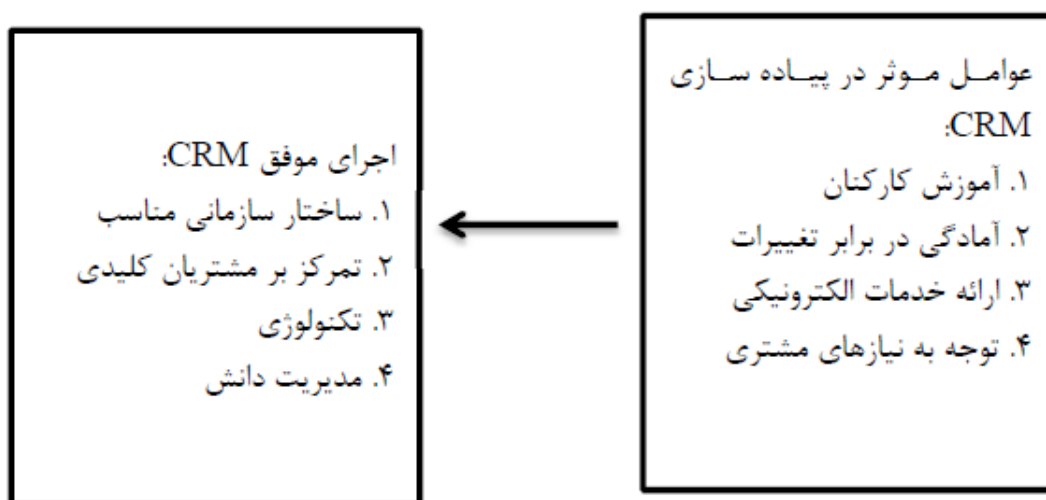 عوامل موثر در پیاده سازی
CRM:
۱. آموزش کارکنان
۲. آمادگی در برابر تغییرات
۳. ارائه خدمات الکترونیکی
۴. توجه به نیازهای مشتری
اجرای موفق CRM:
۱. ساختار سازمانی مناسب
۲. تمرکز بر مشتریان کلیدی
۳. تکنولوژی
۴. مدیریت دانش